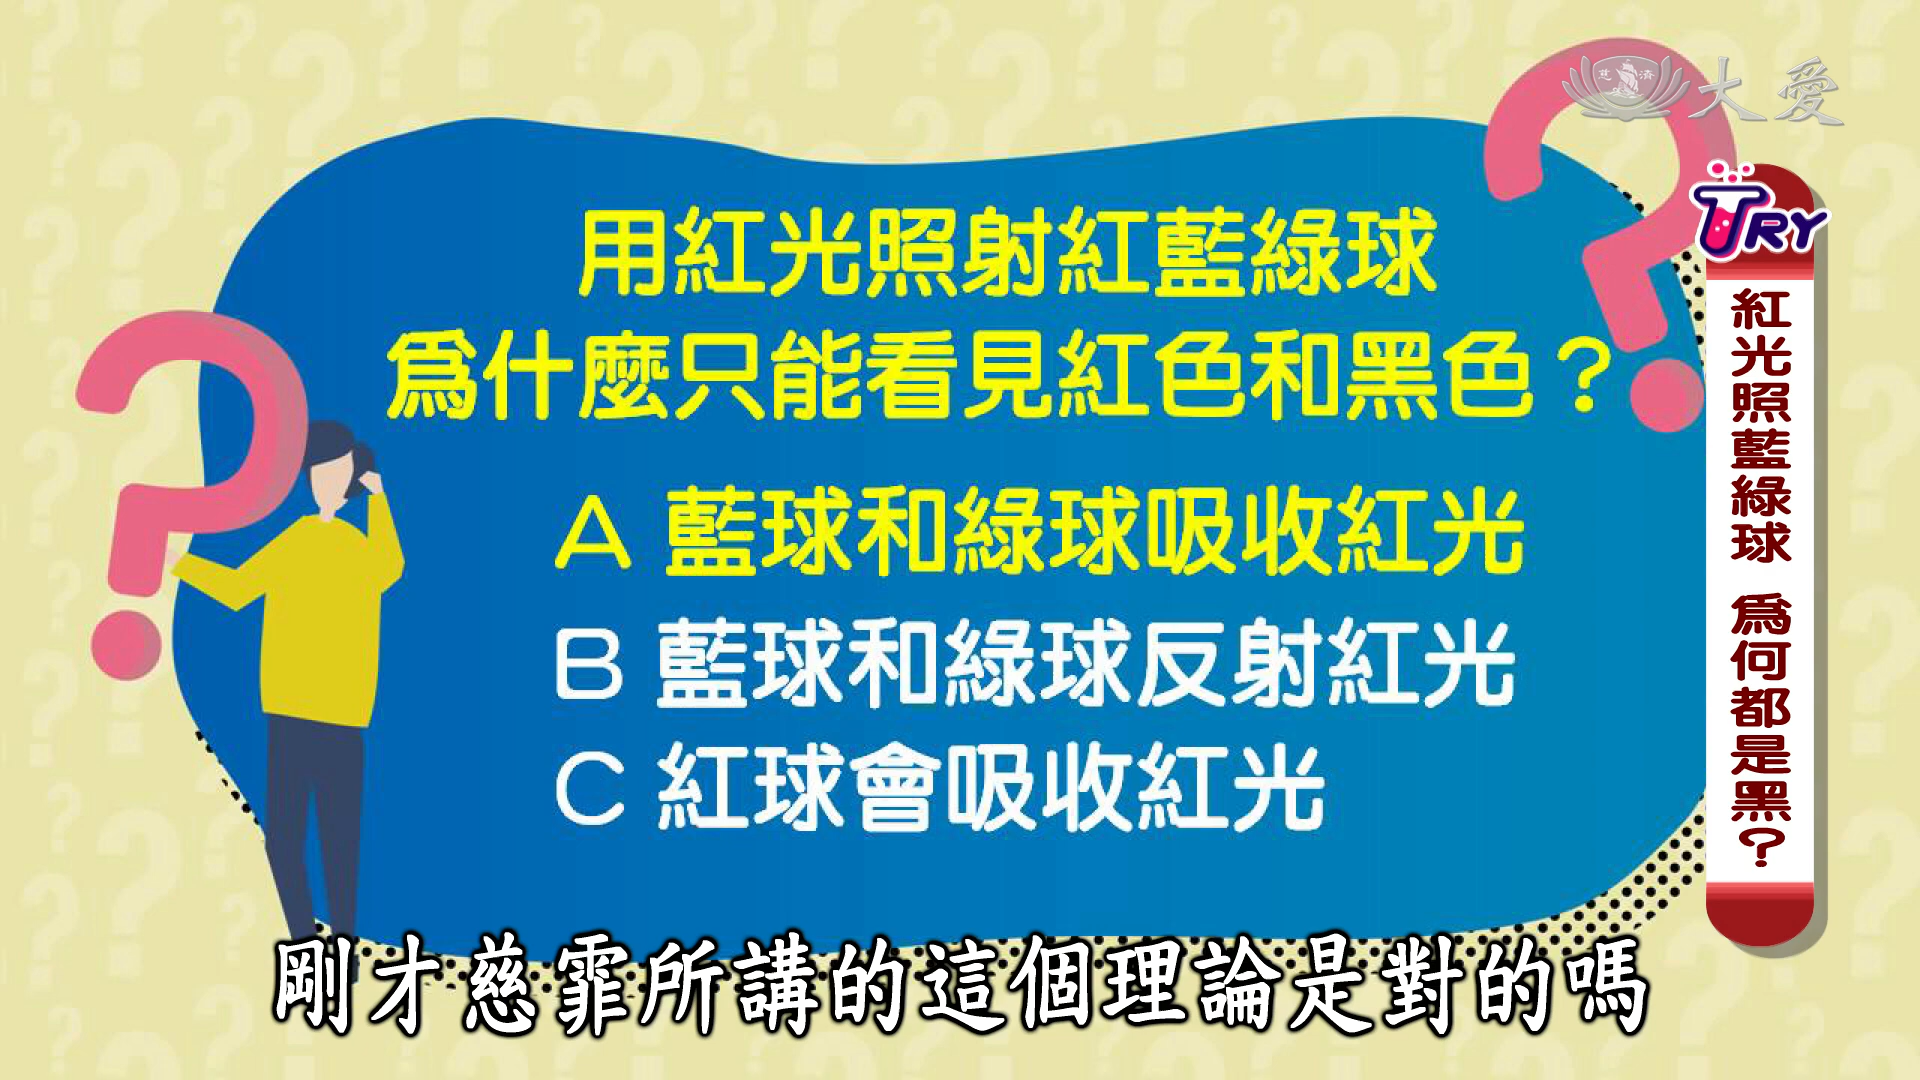 慈濟
大愛
TRY
用紅光照射紅藍綠球
為什麼只能看見紅色和黑色？
A 藍球和綠球吸收紅光
B 藍球和綠球反射紅光
C 紅球會吸收紅光
紅光照藍綠球 為何都是黑?
剛才慈霏所講的這個理論是對的嗎